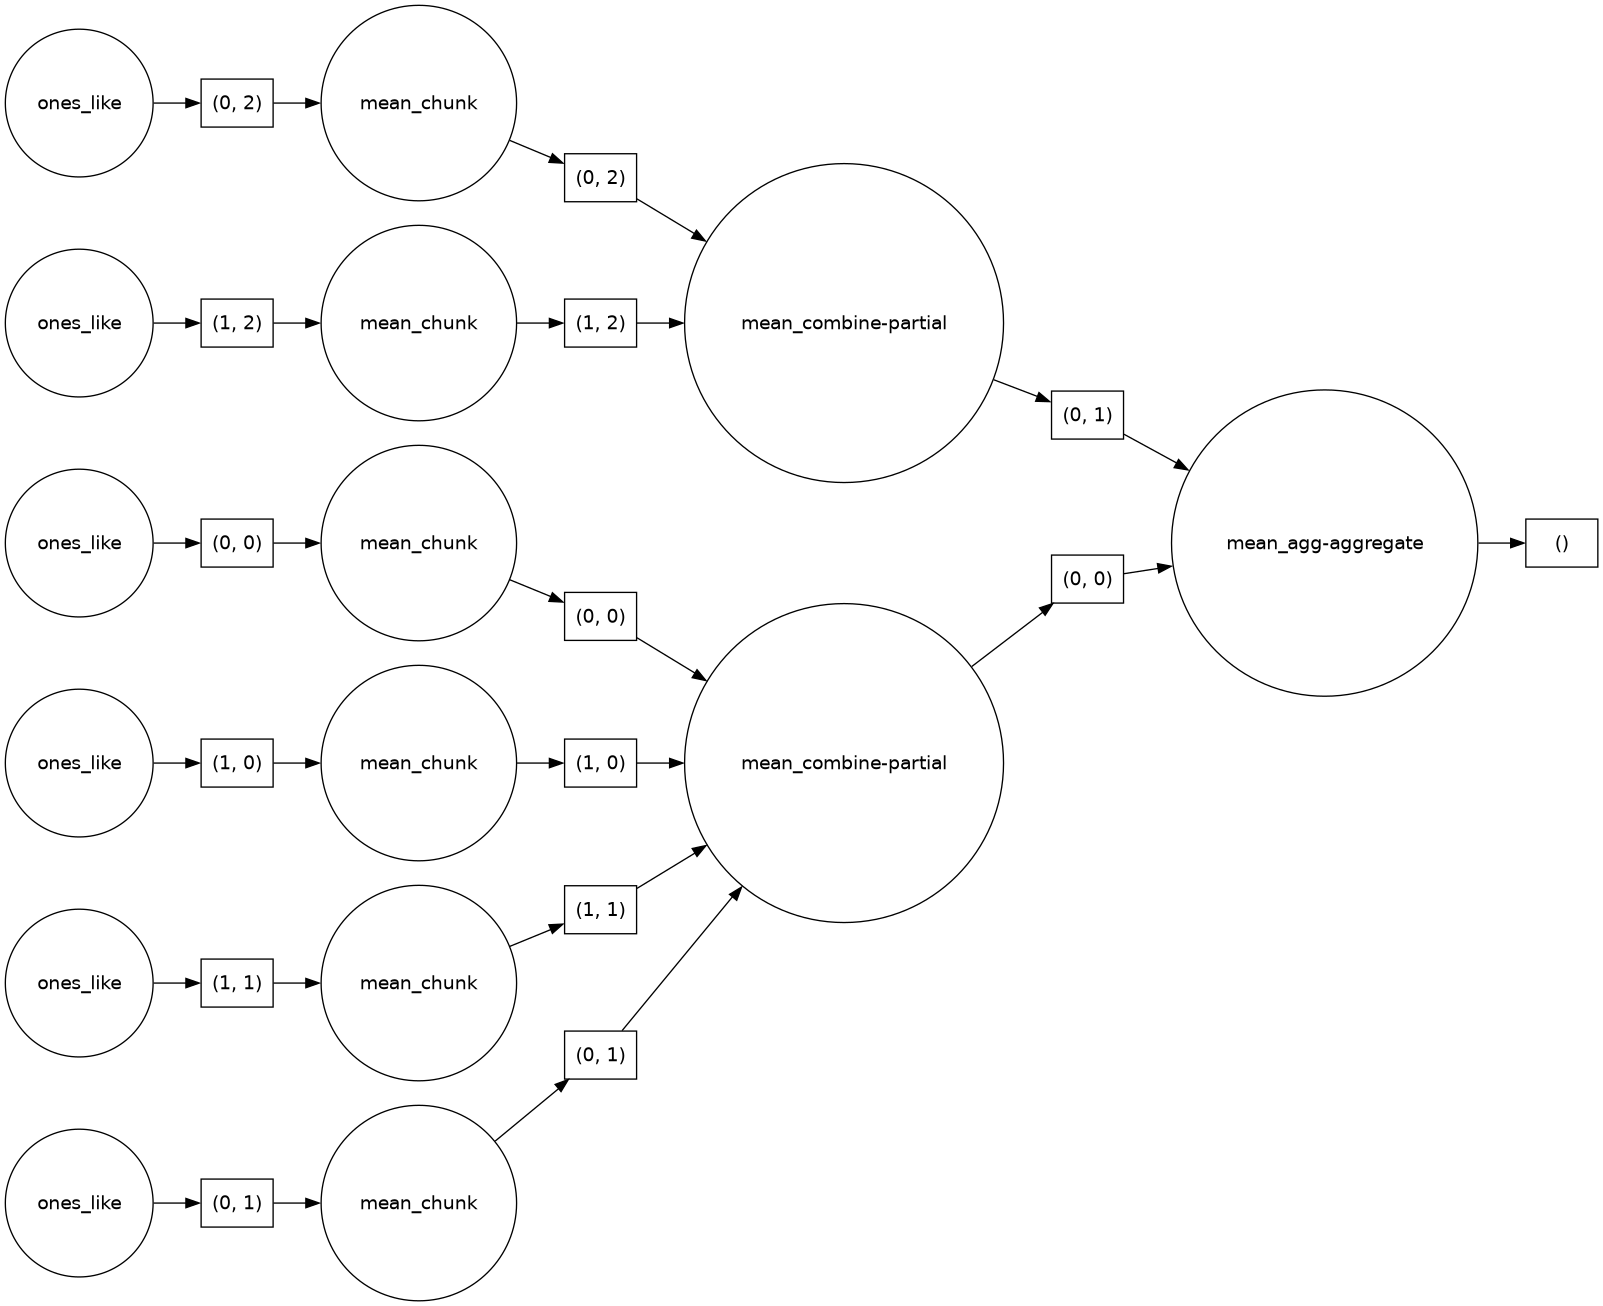 ones_like
(0, 2)
mean_chunk
(0, 2)
ones_like
(1, 2)
mean_chunk
(1, 2)
mean_combine-partial
(0, 1)
ones_like
(0, 0)
mean_chunk
(0, 0)
mean_agg-aggregate
()
(0, 0)
ones_like
(1, 0)
mean_chunk
(1, 0)
mean_combine-partial
(1, 1)
ones_like
(1, 1)
mean_chunk
(0, 1)
ones_like
(0, 1)
mean_chunk